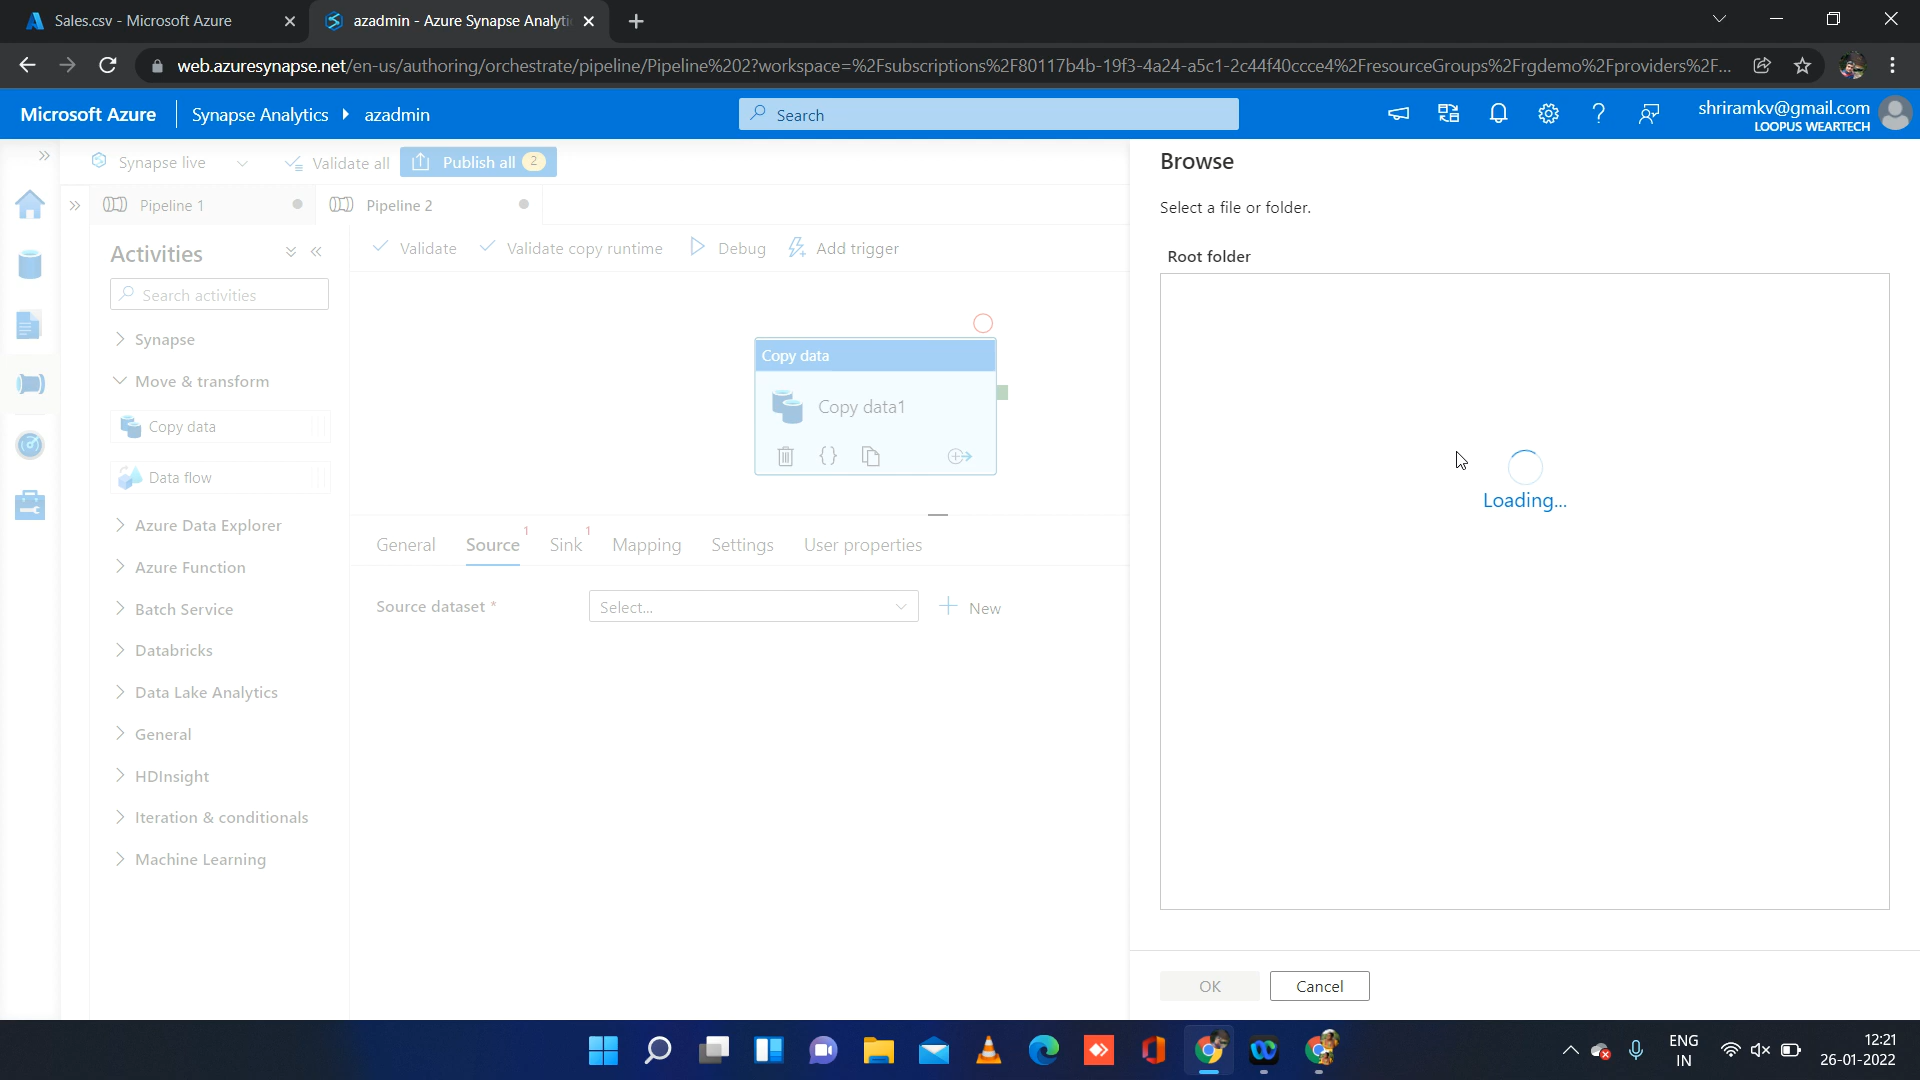 Sales.csv - Microsoft Azure
azadmin - Azure Synapse Analyti
web.azuresynapse.net/en-us/authoring/orchestrate/pipeline/Pipeline%202?workspace=%2Fsubscriptions%2F80117b4b-19f3-4a24-a5c1-2c44f40ccce4%2FresourceGroups%2Frgdemo%2Fproviders%2F...
Microsoft Azure
Synapse Analytics
azadmin
Search
shriramkv@gmail.com
LOOPUS WEARTECH
Synapse live
Validate all
Publish all
2
Pipeline 1
Pipeline 2
Activities
Search activities
Synapse
Move & transform
Copy data
Data flow
Azure Data Explorer
Azure Function
Batch Service
Databricks
Data Lake Analytics
General
HDInsight
Iteration & conditionals
Machine Learning
Validate
Validate copy runtime
Debug
Add trigger
Copy data
Copy data1
General
Source
1
Sink
1
Mapping
Settings
User properties
Source dataset *
Select...
New
Browse
Select a file or folder.
Root folder
Loading...
OK
Cancel
ENG
IN
12:21
26-01-2022